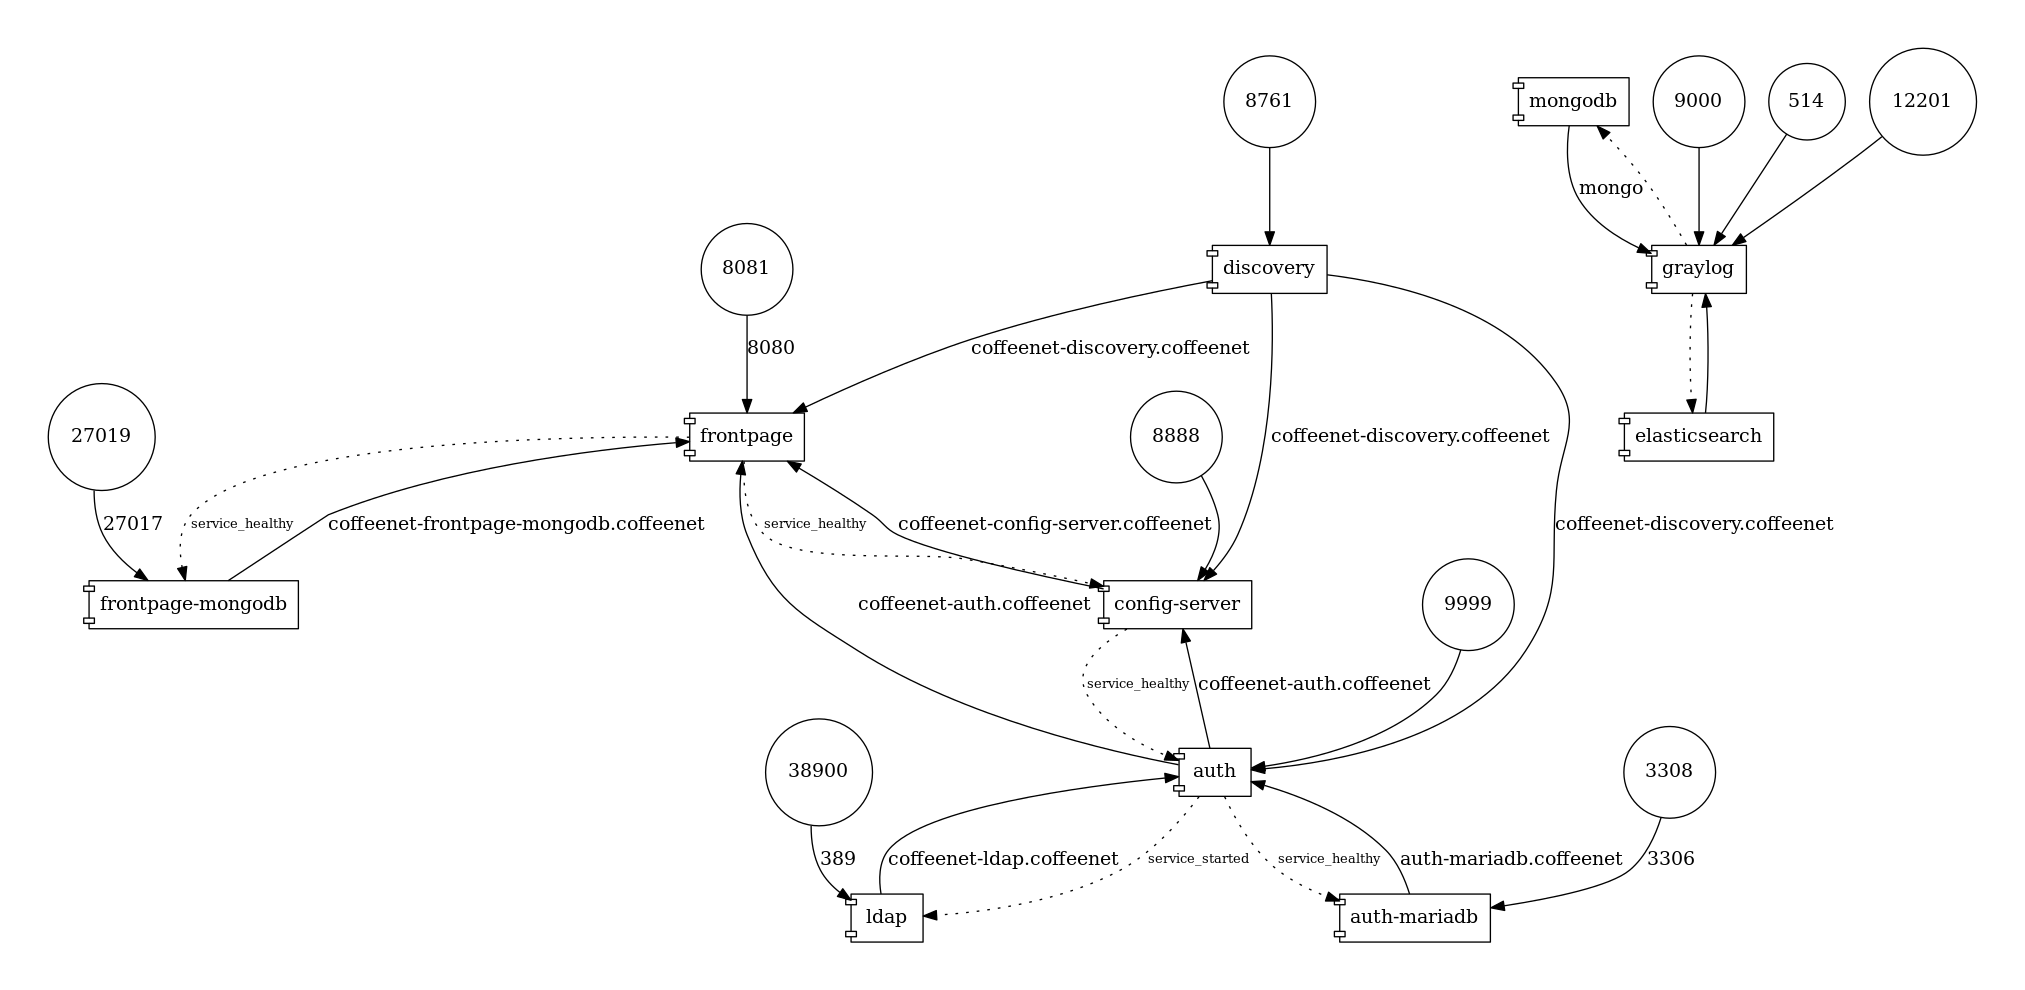 8761
mongodb
9000
514
12201
mongo
8081
discovery
graylog
8080
coffeenet-discovery.coffeenet
27019
frontpage
8888
coffeenet-discovery.coffeenet
elasticsearch
27017
service_healthy
coffeenet-frontpage-mongodb.coffeenet
service_healthy
coffeenet-config-server.coffeenet
coffeenet-discovery.coffeenet
frontpage-mongodb
coffeenet-auth.coffeenet
config-server
9999
service_healthy
coffeenet-auth.coffeenet
38900
auth
3308
389
coffeenet-ldap.coffeenet
service_started
service_healthy
auth-mariadb.coffeenet
3306
ldap
auth-mariadb